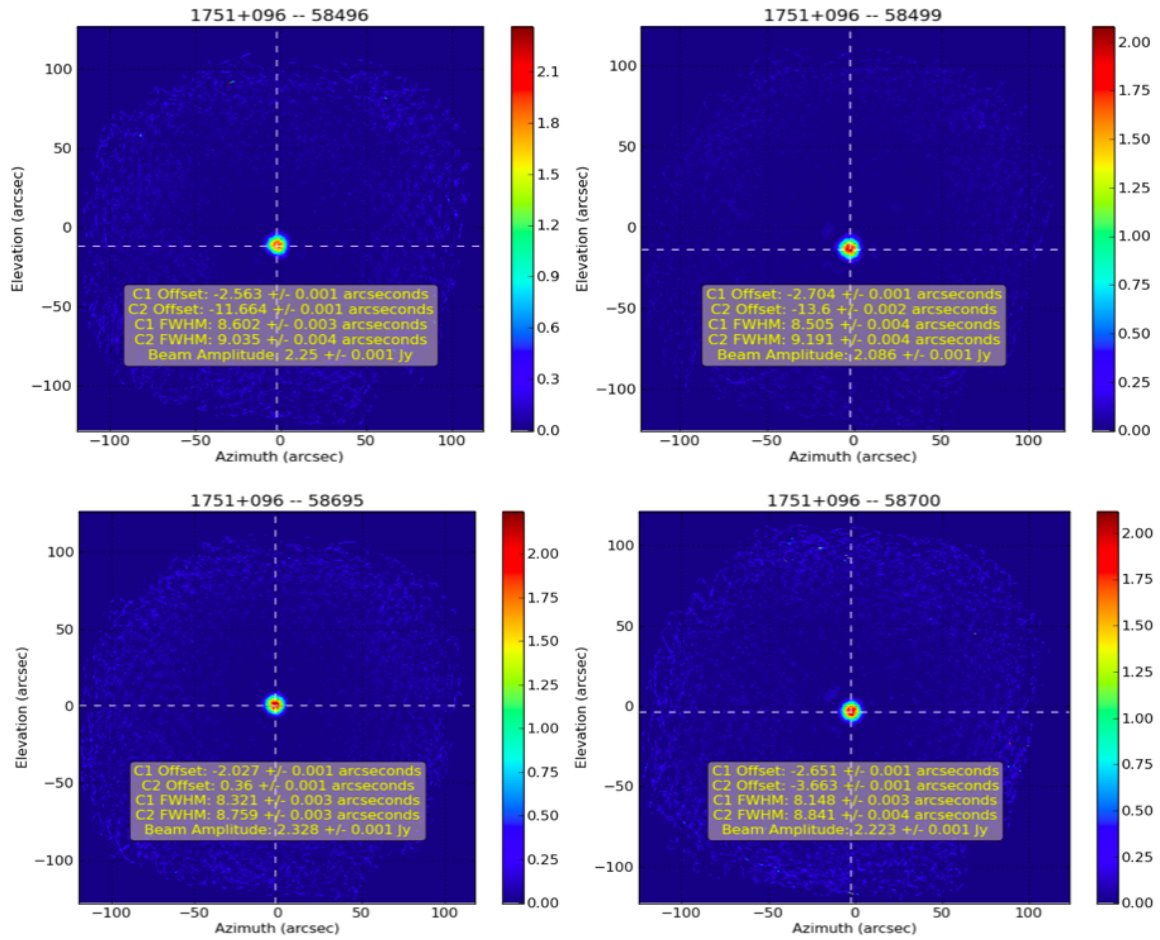 1751+096 -- 58496
Elevation (arcsec)
100
50
0
−50
−100
C1 Offset: -2.563 +/- 0.001 arcseconds
C2 Offset: -11.664 +/- 0.001 arcseconds
C1 FWHM: 8.602 +/- 0.003 arcseconds
C2 FWHM: 9.035 +/- 0.004 arcseconds
Beam Amplitude: 2.25 +/- 0.001 Jy
−100 −50 0 50 100
Azimuth (arcsec)
2.1
1.8
1.5
1.2
0.9
0.6
0.3
0.0
1751+096 -- 58499
Elevation (arcsec)
100
50
0
−50
−100
C1 Offset: -2.704 +/- 0.001 arcseconds
C2 Offset: -13.6 +/- 0.002 arcseconds
C1 FWHM: 8.505 +/- 0.004 arcseconds
C2 FWHM: 9.191 +/- 0.004 arcseconds
Beam Amplitude: 2.086 +/- 0.001 Jy
−100 −50 0 50 100
Azimuth (arcsec)
2.00
1.75
1.50
1.25
1.00
0.75
0.50
0.25
0.00
1751+096 -- 58695
Elevation (arcsec)
100
50
0
−50
−100
C1 Offset: -2.027 +/- 0.001 arcseconds
C2 Offset: 0.36 +/- 0.001 arcseconds
C1 FWHM: 8.321 +/- 0.003 arcseconds
C2 FWHM: 8.759 +/- 0.003 arcseconds
Beam Amplitude: 2.328 +/- 0.001 Jy
−100 −50 0 50 100
Azimuth (arcsec)
2.00
1.75
1.50
1.25
1.00
0.75
0.50
0.25
0.00
1751+096 -- 58700
Elevation (arcsec)
100
50
0
−50
−100
C1 Offset: -2.651 +/- 0.001 arcseconds
C2 Offset: -3.663 +/- 0.001 arcseconds
C1 FWHM: 8.148 +/- 0.003 arcseconds
C2 FWHM: 8.841 +/- 0.004 arcseconds
Beam Amplitude: 2.223 +/- 0.001 Jy
−100 −50 0 50 100
Azimuth (arcsec)
2.00
1.75
1.50
1.25
1.00
0.75
0.50
0.25
0.00